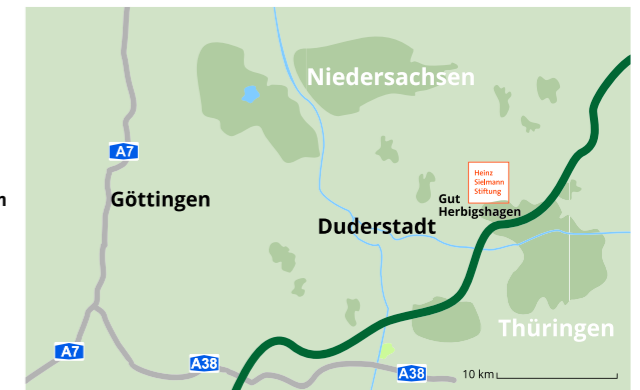 Niedersachsen
A7
Heinz
Sielmann
Stiftung
Göttingen
Gut
Herbigshagen
Duderstadt
Thüringen
A7
A38
A38
10 km